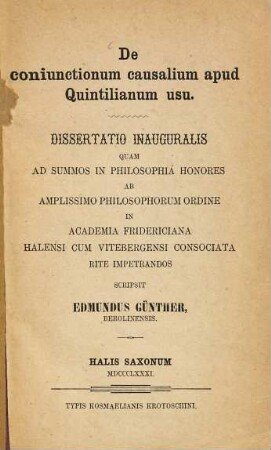 De
coniunctionum causalium apud
Quintilianum usu.
DISSERTATIO INAUGURALIS
QUAM
AD SUMMOS IN PHILOSOPHIA HONORES
AB
AMPLISSIMO PHILOSOPHORUM ORDINE
IN
ACADEMIA FRIDERICIANA
HALENSI CUM VITEBERGENSI CONSOCIATA
RITE IMPETRANDOS
SCRIPSIT
EDMUNDUS GÜNTHER,
BEROLINENSIS.
HALIS SAXONUM
MDCCCLXXXI.
TYPIS KOSMAELIANIS KROTOSCHINI.